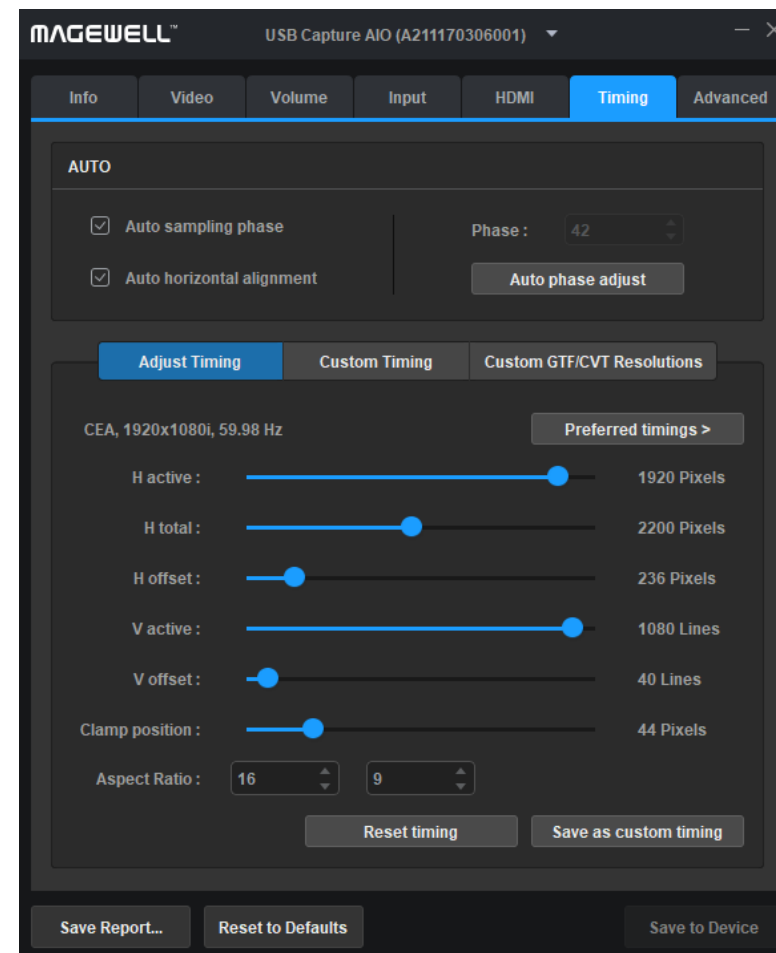 MAGEWELL™ USB Capture AIO (A211170306001)
Info Video Volume Input HDMI Timing Advanced
AUTO
Auto sampling phase Phase : 42
Auto horizontal alignment Auto phase adjust
Adjust Timing Custom Timing Custom GTF/CVT Resolutions
CEA, 1920x1080i, 59.98 Hz Preferred timings >
H active : 1920 Pixels
H total : 2200 Pixels
H offset : 236 Pixels
V active : 1080 Lines
V offset : 40 Lines
Clamp position : 44 Pixels
Aspect Ratio : 16 9
Reset timing Save as custom timing
Save Report... Reset to Defaults Save to Device